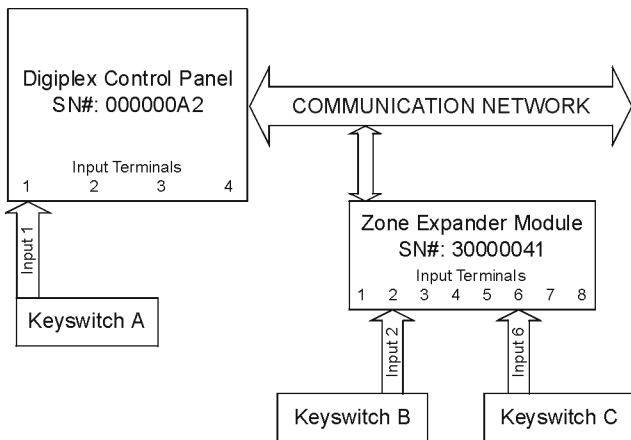 Digiplex Control Panel
SN#: 000000A2
Input Terminals
1 2 3 4
COMMUNICATION NETWORK
Input 1
Keyswitch A
Zone Expander Module
SN#: 30000041
Input Terminals
1 2 3 4 5 6 7 8
Input 2
Input 6
Keyswitch B
Keyswitch C